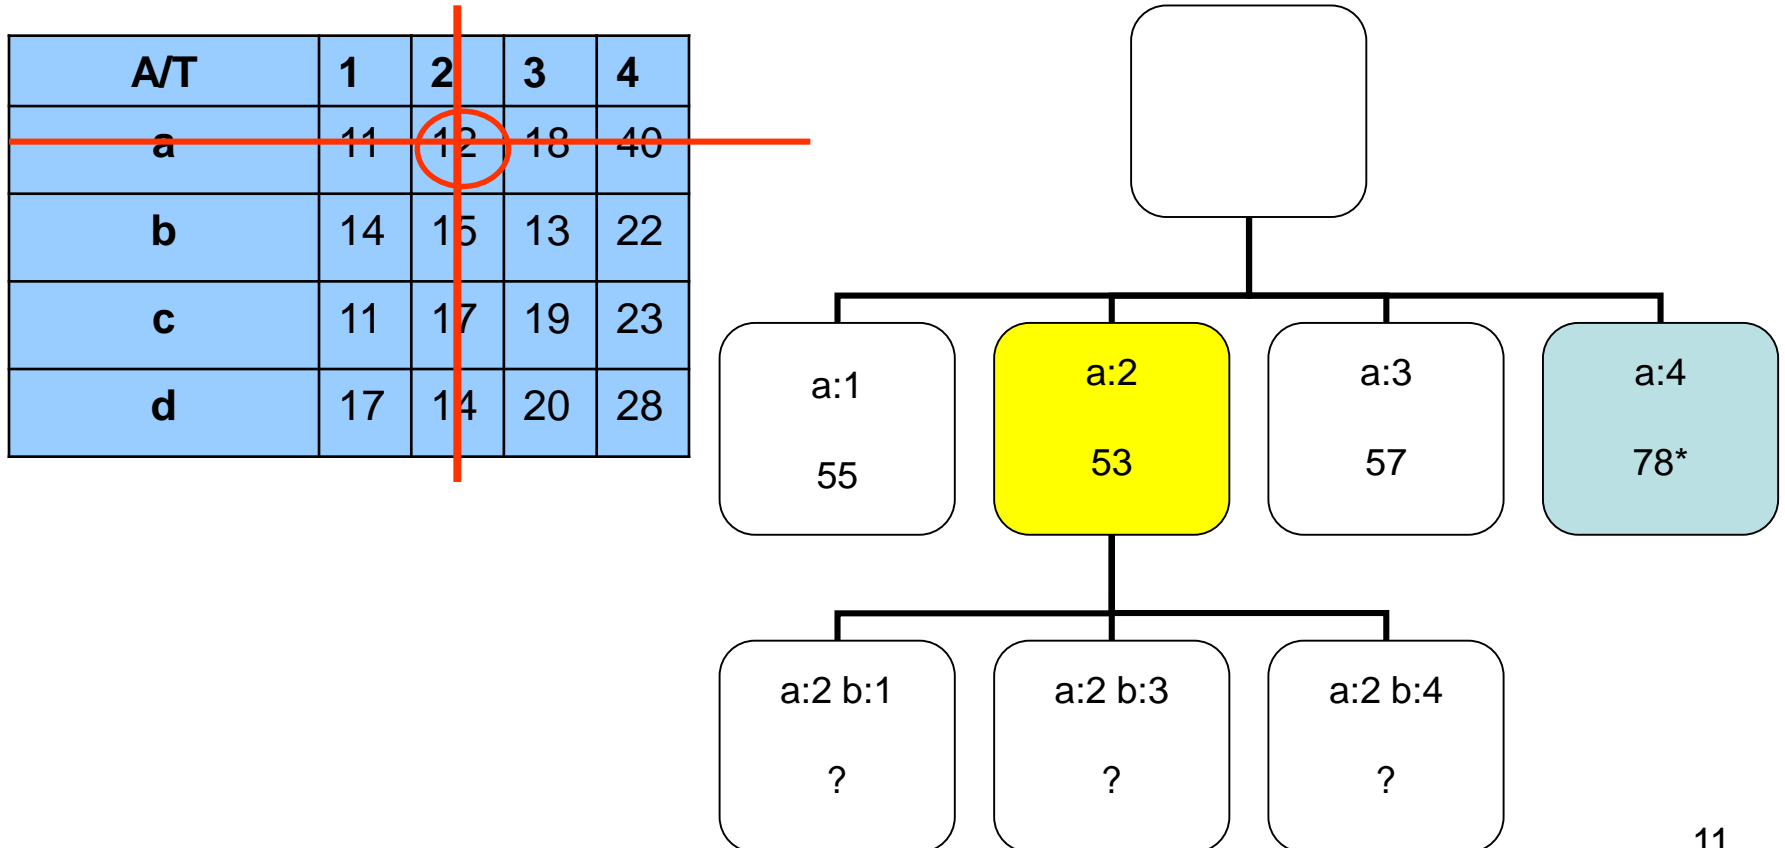 A/T 1 2 3 4
a 11 12 18 40
b 14 15 13 22
c 11 17 19 23
d 17 14 20 28
a:1
55
a:2
53
a:3
57
a:4
78*
a:2 b:1
?
a:2 b:3
?
a:2 b:4
?
11